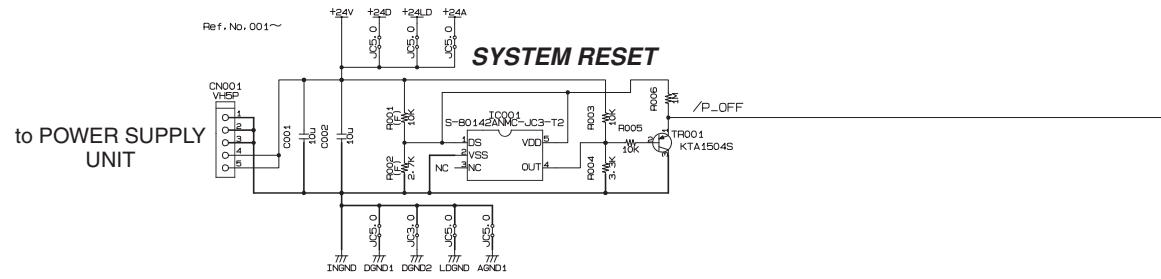 Ref.No.001~
+24V +24D +24LD +24A
JC5.0 JC5.0 JC5.0
SYSTEM RESET
CN001
VH5P
1
2
3
4
5
to POWER SUPPLY
UNIT
C001
10u
C002
10u
R001
(F)
10K
R002
(F)
2.7K
IC001
S-80142ANMC-JC3-T2
1 DS VDD 5
2 VSS
NC 3 NC OUT 4
R003
10K
R004
3.3K
R005
10K
R006
1M
/P_OFF
1
2
3
TR001
KTA1504S
JC5.0 JC3.0 JC5.0 JC5.0
INGND DGND1 DGND2 LDGND AGND1